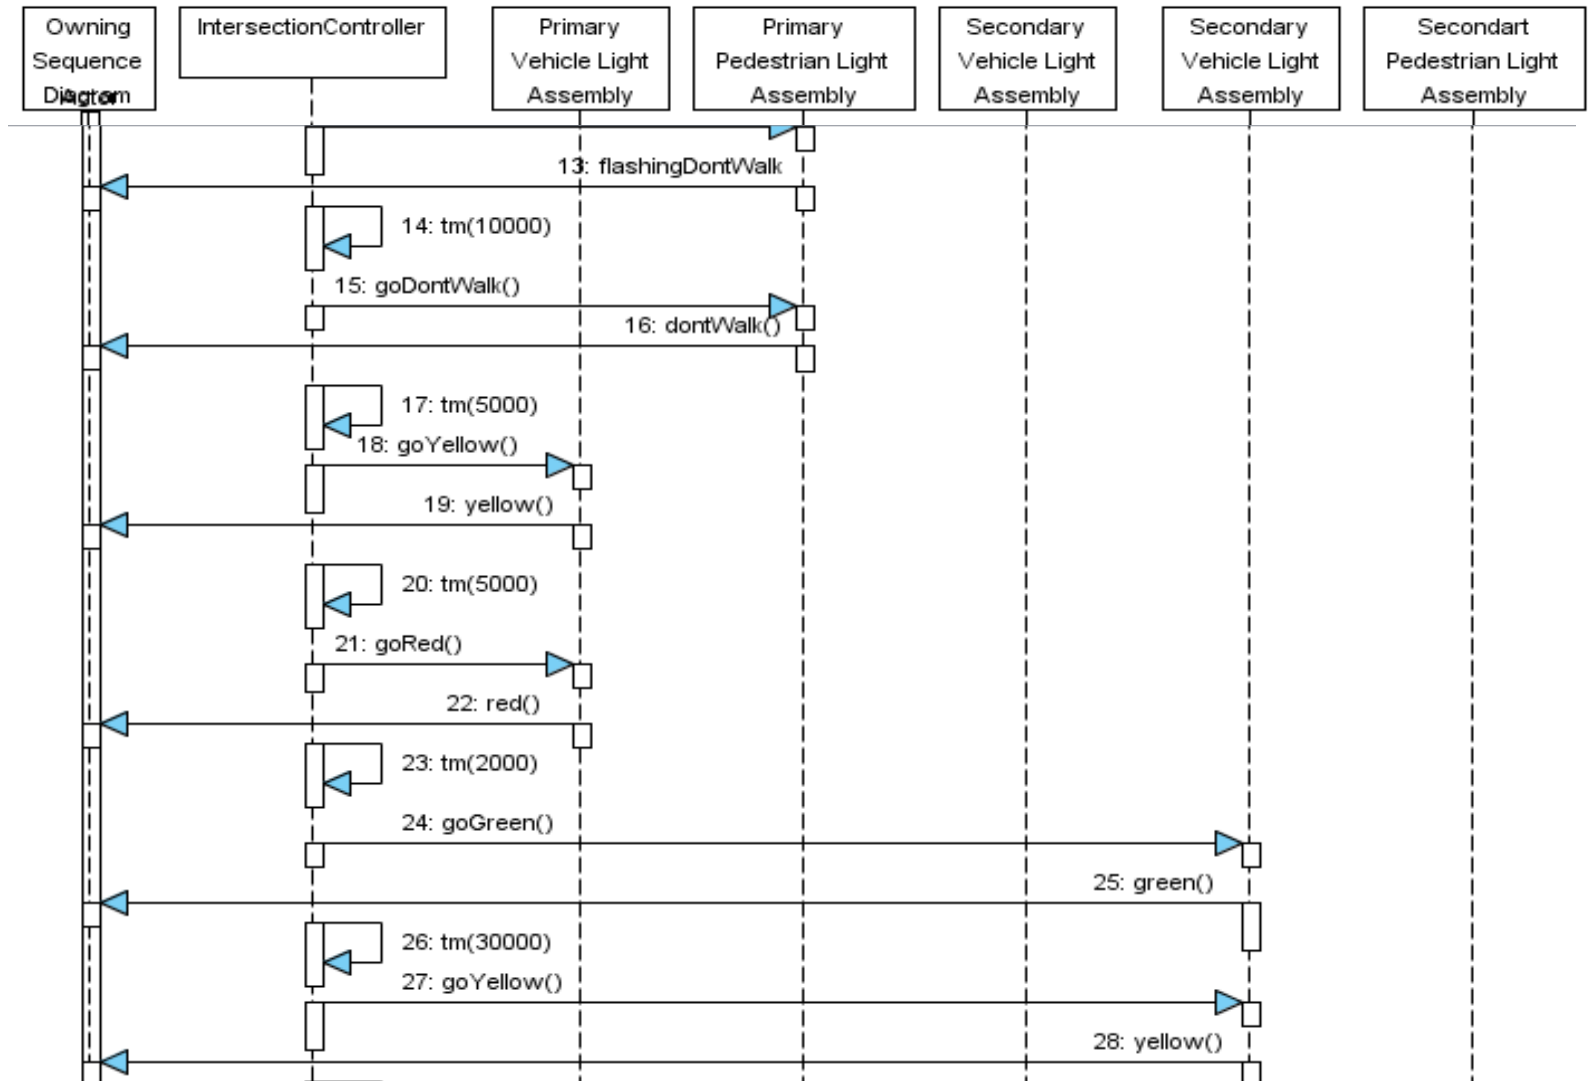 Owning
Sequence
Diagram
Actor
IntersectionController
Primary
Vehicle Light
Assembly
Primary
Pedestrian Light
Assembly
Secondary
Vehicle Light
Assembly
Secondary
Vehicle Light
Assembly
Secondart
Pedestrian Light
Assembly
13: flashingDontWalk
14: tm(10000)
15: goDontWalk()
16: dontWalk()
17: tm(5000)
18: goYellow()
19: yellow()
20: tm(5000)
21: goRed()
22: red()
23: tm(2000)
24: goGreen()
25: green()
26: tm(30000)
27: goYellow()
28: yellow()